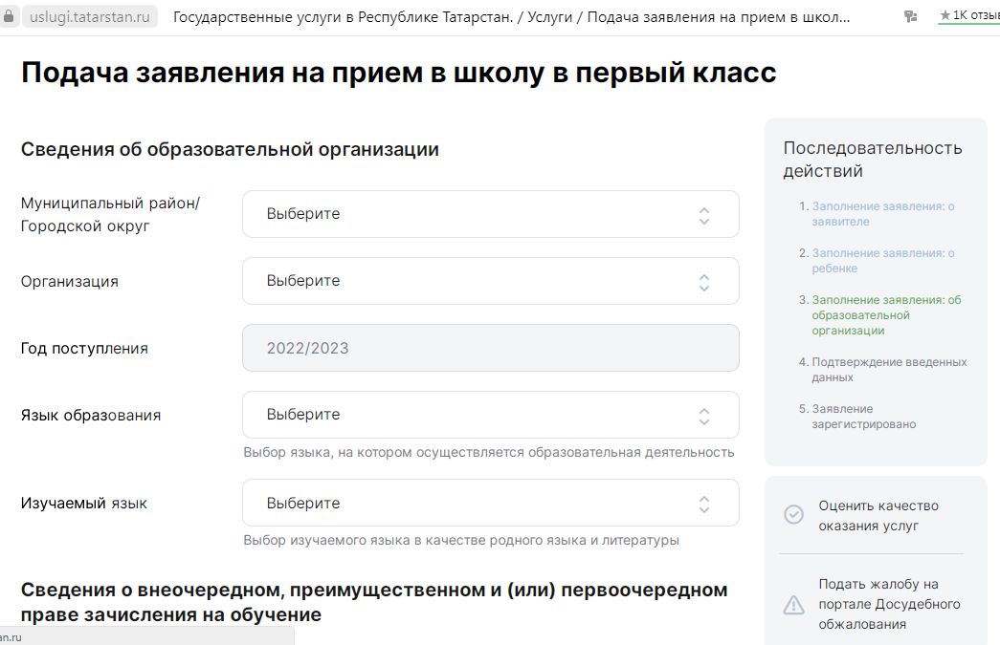 uslugi.tatarstan.ru Государственные услуги в Республике Татарстан. / Услуги / Подача заявления на прием в школ... ★ 1K отзыв
Подача заявления на прием в школу в первый класс
Сведения об образовательной организации
Муниципальный район/
Городской округ
Выберите
Организация
Выберите
Год поступления
2022/2023
Язык образования
Выберите
Выбор языка, на котором осуществляется образовательная деятельность
Изучаемый язык
Выберите
Выбор изучаемого языка в качестве родного языка и литературы
Сведения о внеочередном, преимущественном и (или) первоочередном
праве зачисления на обучение
an.ru
Последовательность
действий
1. Заполнение заявления: о
заявителе
2. Заполнение заявления: о
ребенке
3. Заполнение заявления: об
образовательной
организации
4. Подтверждение введенных
данных
5. Заявление
зарегистрировано
Оценить качество
оказания услуг
Подать жалобу на
портале Досудебного
обжалования